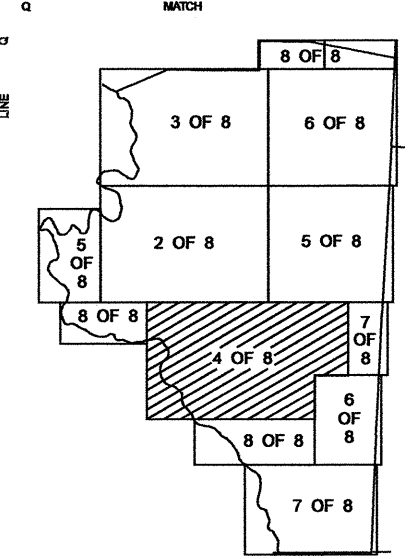 Q MATCH
LINE
8 OF 8
3 OF 8
6 OF 8
5
OF
8
2 OF 8
5 OF 8
8 OF 8
4 OF 8
7
OF
8
6
OF
8
8 OF 8
7 OF 8